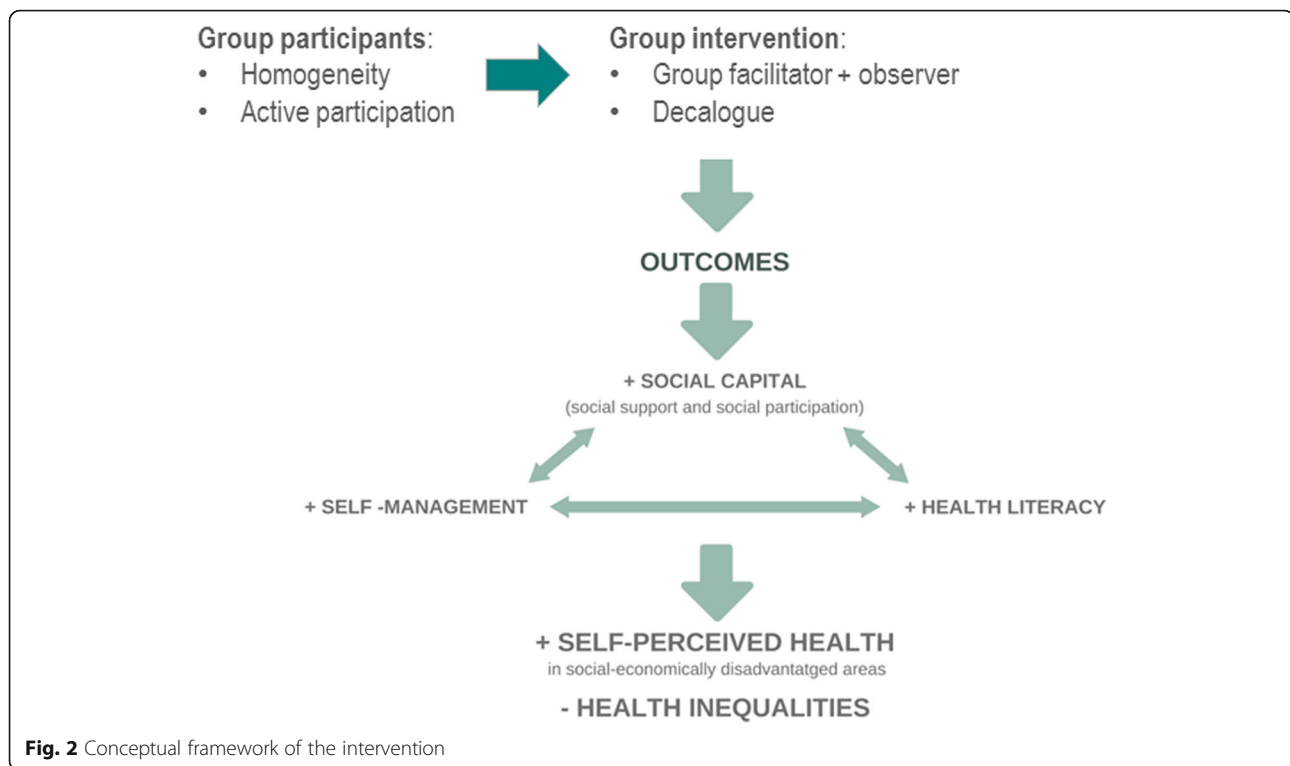 Group participants:
• Homogeneity
• Active participation
Group intervention:
• Group facilitator + observer
• Decalogue
OUTCOMES
+ SOCIAL CAPITAL
(social support and social participation)
+ SELF -MANAGEMENT
+ HEALTH LITERACY
+ SELF-PERCEIVED HEALTH
in social-economically disadvantatged areas
- HEALTH INEQUALITIES
Fig. 2 Conceptual framework of the intervention